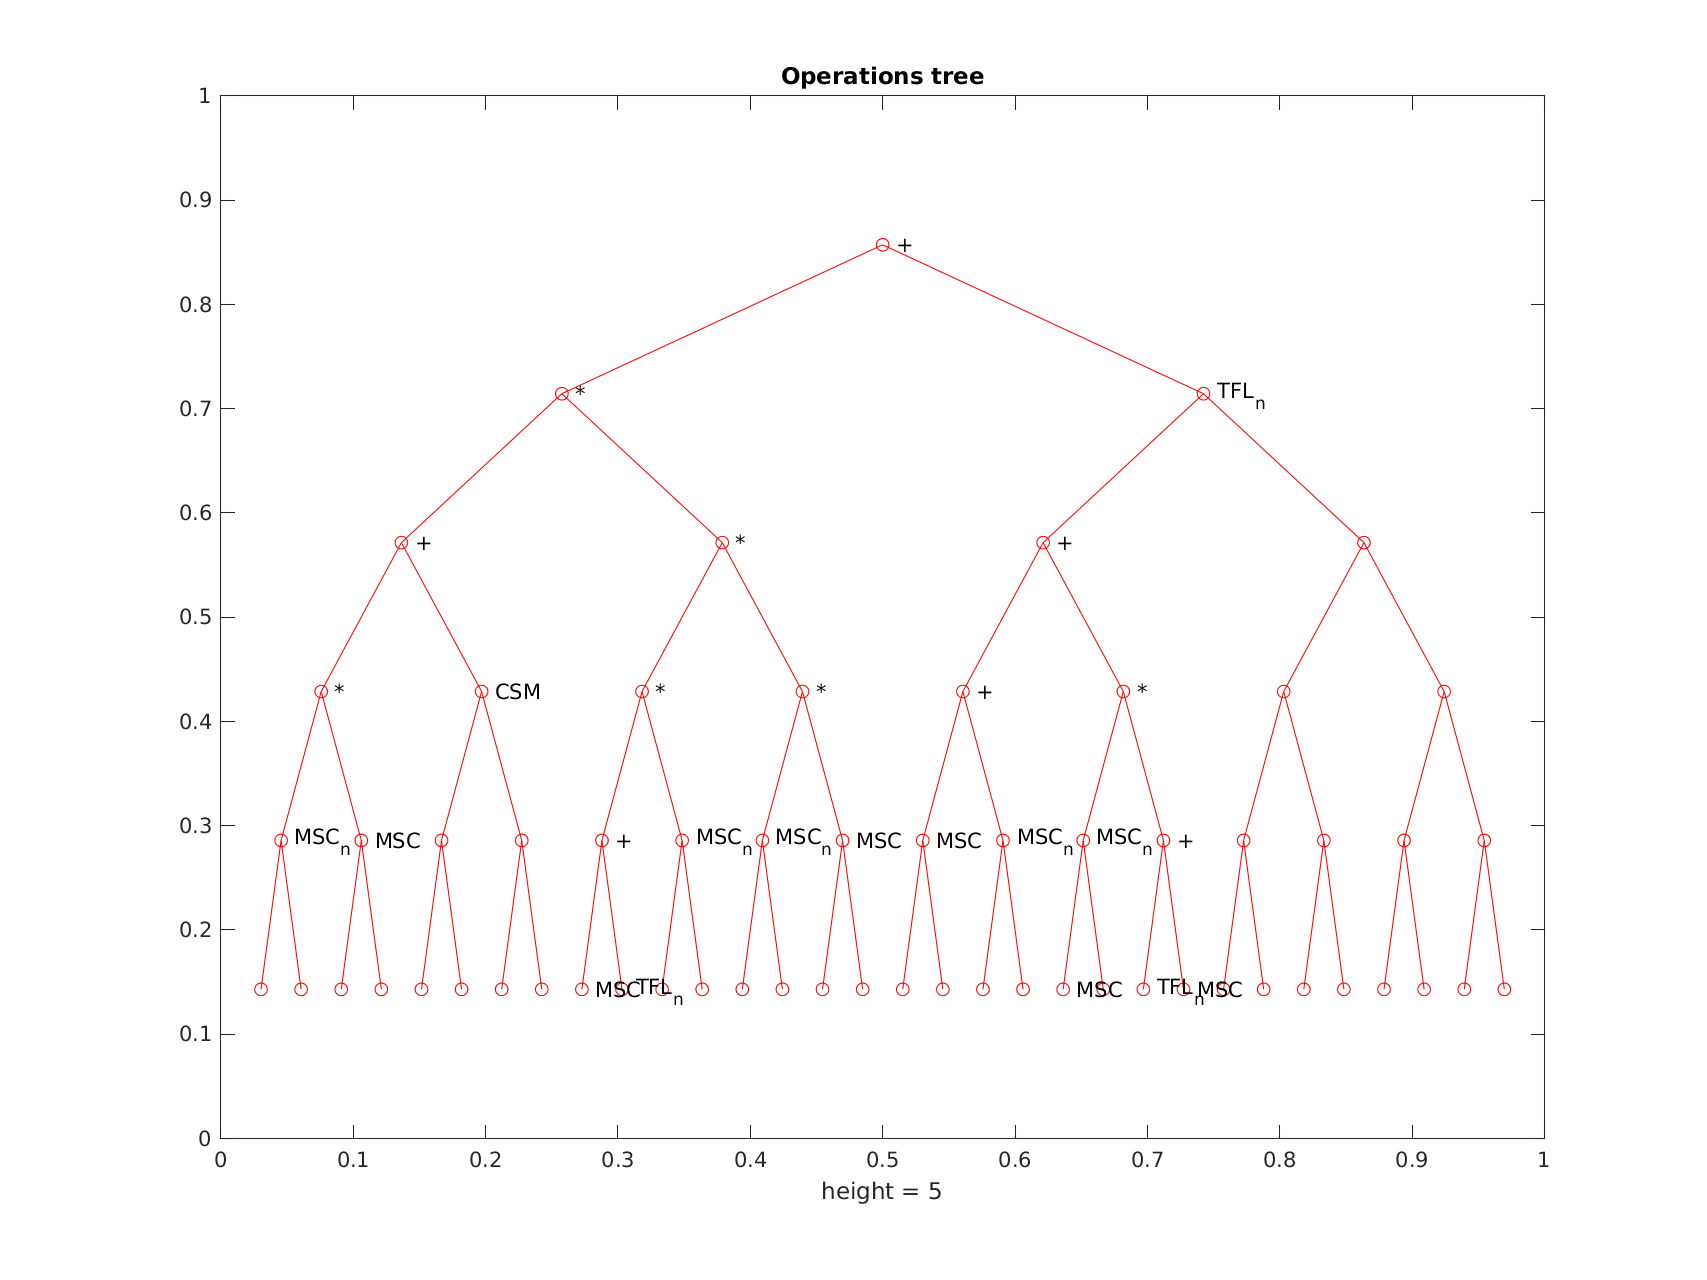 Operations tree
1
0.9
+
0.8
* TFLn
0.7
0.6
+ * +
0.5
* CSM * * + *
0.4
0.3
MSCn MSC + MSCn MSCn MSC MSC MSCn MSCn +
0.2
MSC TFLn MSC TFLn MSC
0.1
0
0 0.1 0.2 0.3 0.4 0.5 0.6 0.7 0.8 0.9 1
height = 5